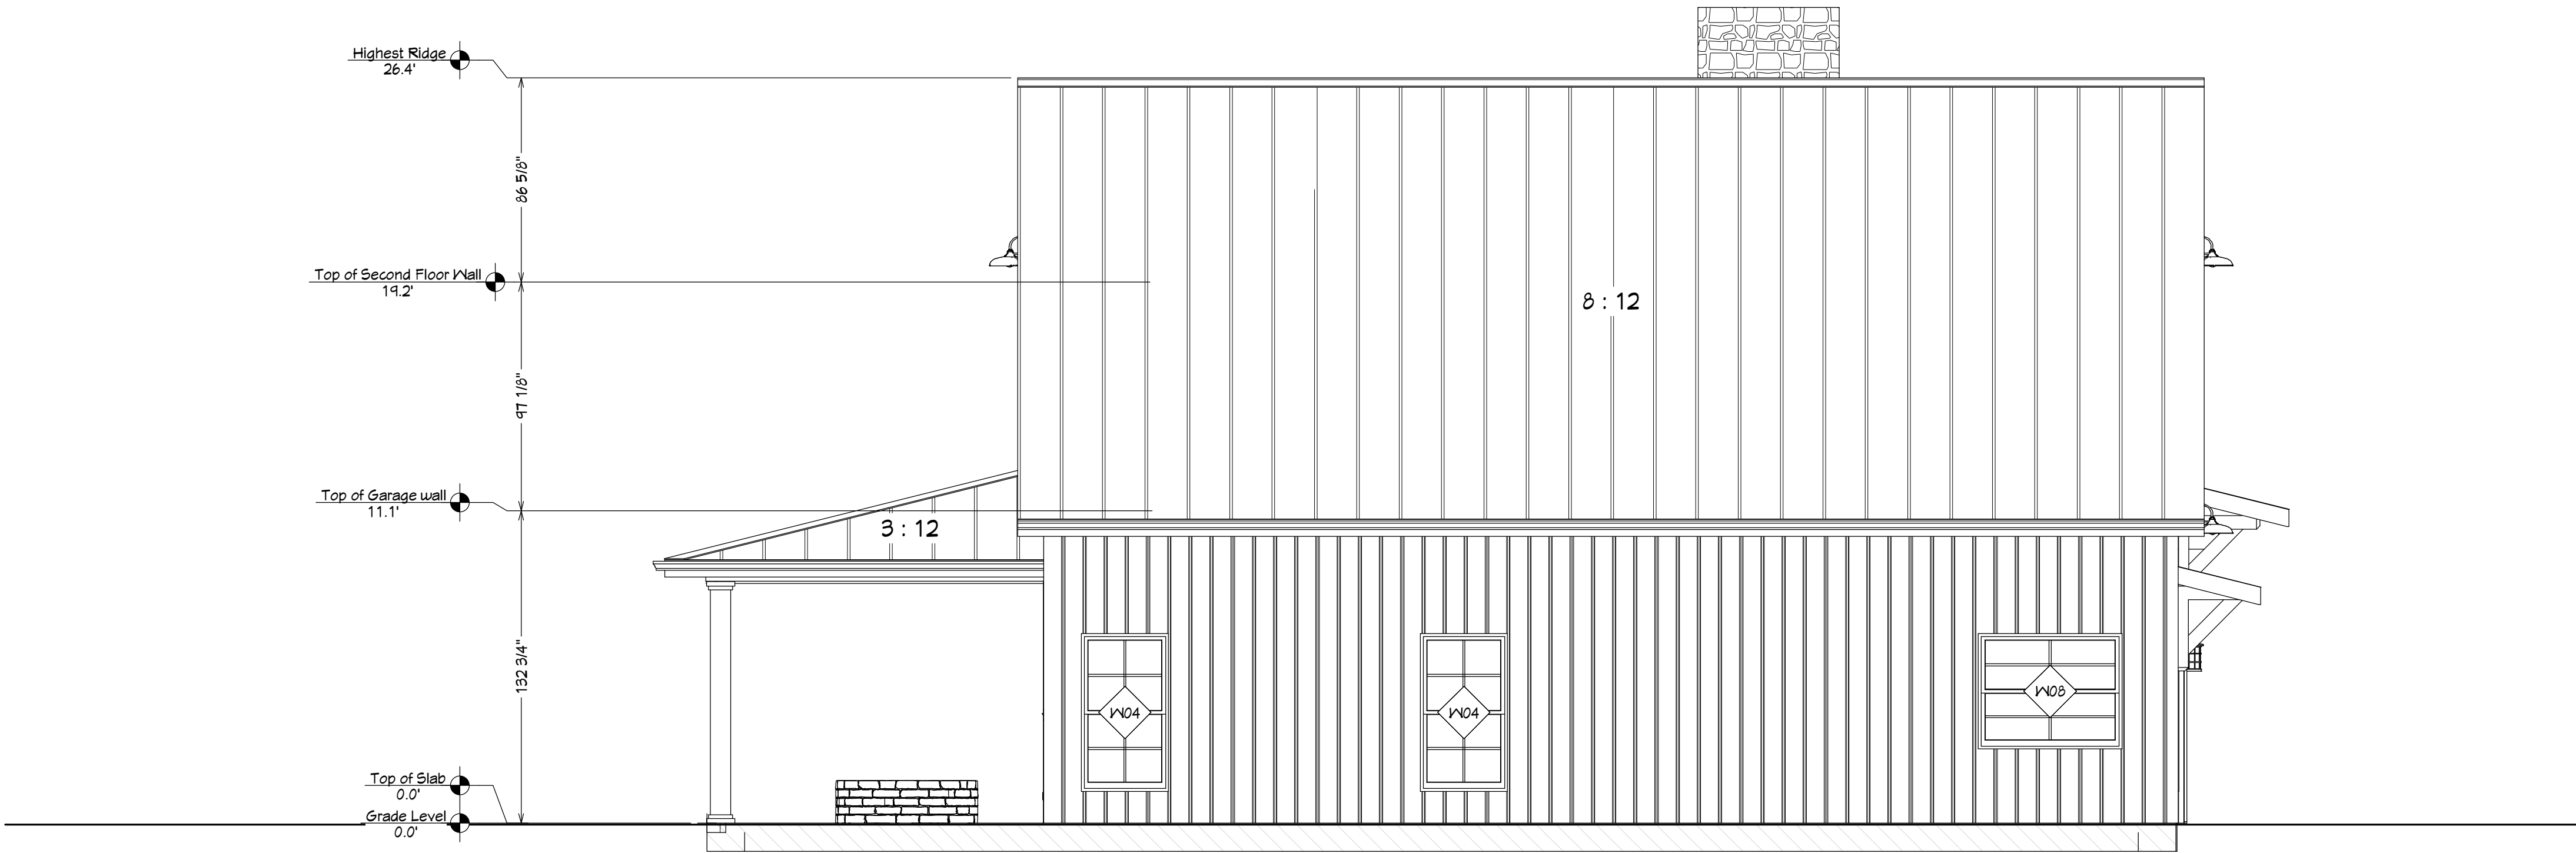 Highest Ridge
26.4'
86 5/8"
Top of Second Floor Wall
19.2'
8 : 12
97 1/8"
Top of Garage wall
11.1'
3 : 12
132 3/4"
W04
W04
W08
Top of Slab
0.0'
Grade Level
0.0'